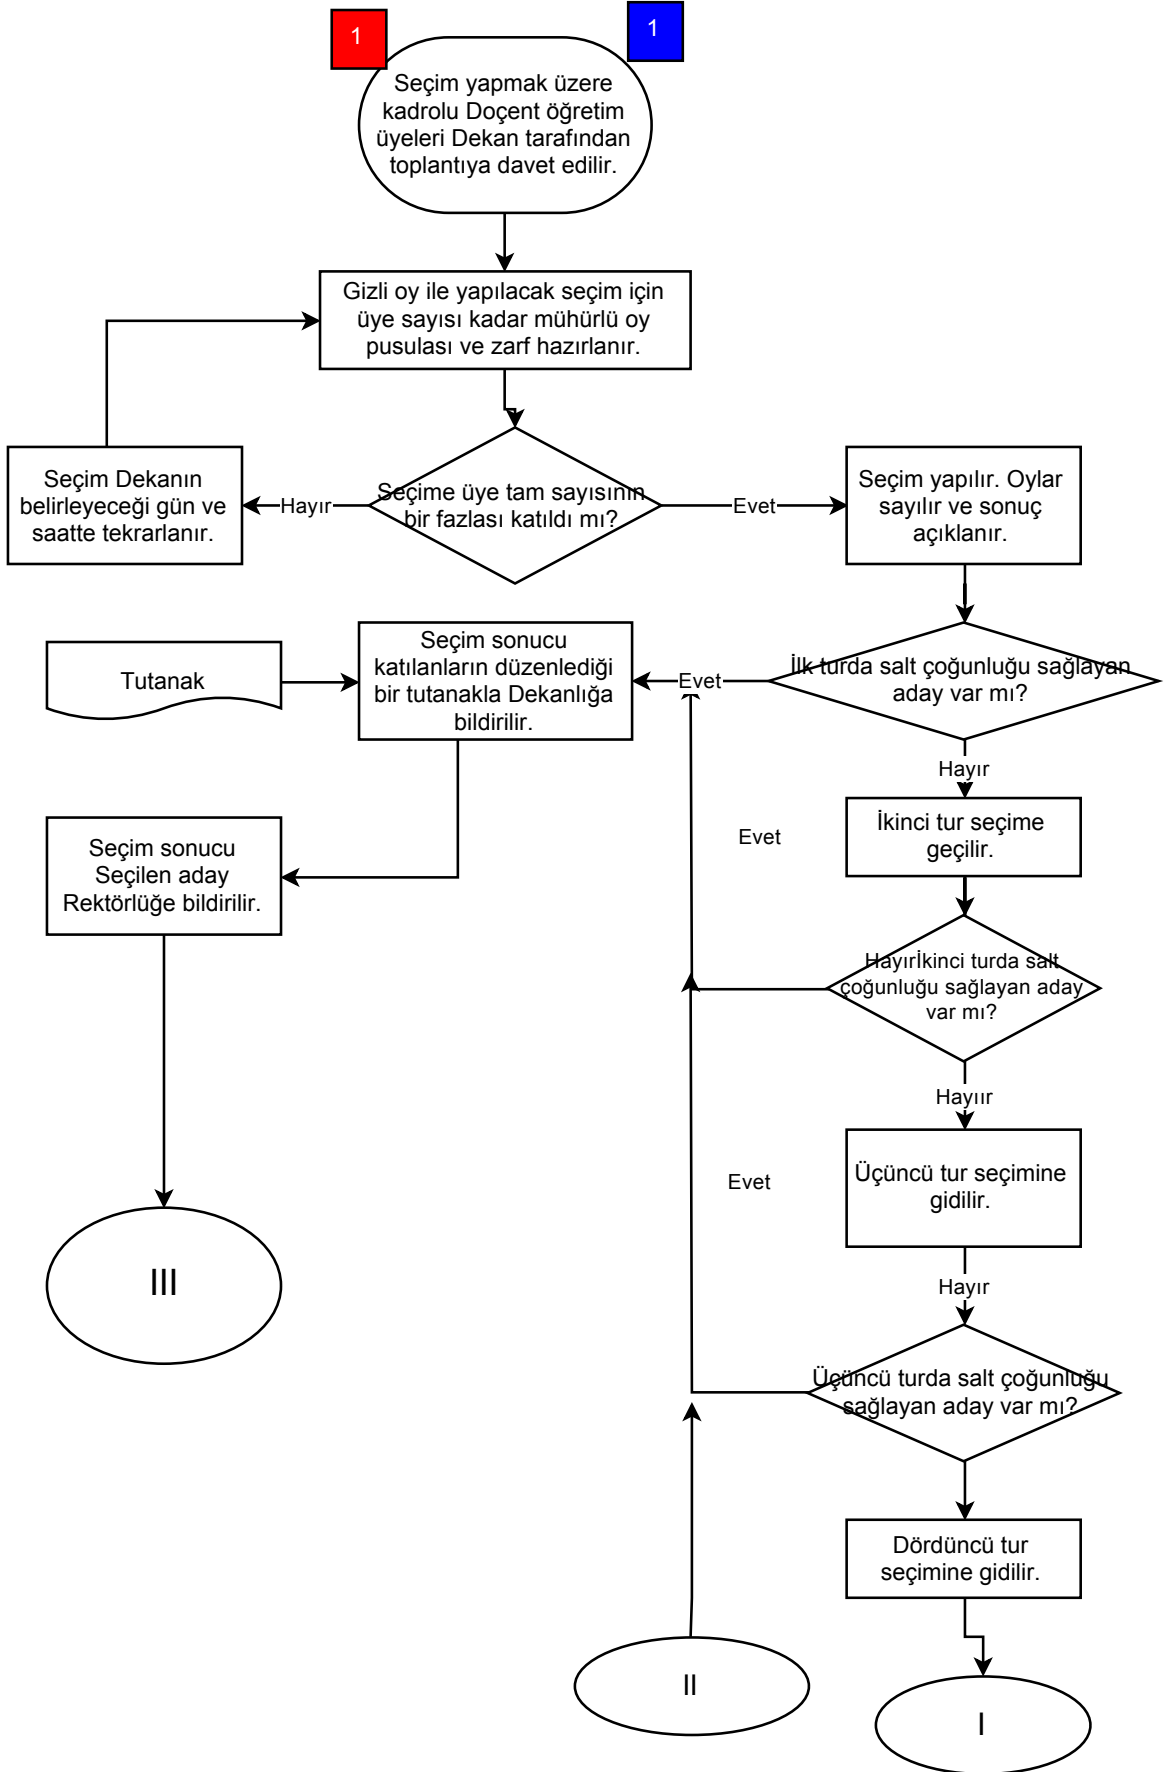 1
1
Seçim yapmak üzere
kadrolu Doçent öğretim
üyeleri Dekan tarafından
toplantıya davet edilir.
Gizli oy ile yapılacak seçim için
üye sayısı kadar mühürlü oy
pusulası ve zarf hazırlanır.
Seçim Dekanın
belirleyeceği gün ve
saatte tekrarlanır.
Hayır
Seçime üye tam sayısının
bir fazlası katıldı mı?
Evet
Seçim yapılır. Oylar
sayılır ve sonuç
açıklanır.
Tutanak
Seçim sonucu
katılanların düzenlediği
bir tutanakla Dekanlığa
bildirilir.
Evet
İlk turda salt çoğunluğu sağlayan
aday var mı?
Hayır
Seçim sonucu
Seçilen aday
Rektörlüğe bildirilir.
Evet
İkinci tur seçime
geçilir.
Hayırİkinci turda salt
çoğunluğu sağlayan aday
var mı?
Hayıır
Evet
Üçüncü tur seçimine
gidilir.
III
Hayır
Üçüncü turda salt çoğunluğu
sağlayan aday var mı?
Dördüncü tur
seçimine gidilir.
II
I